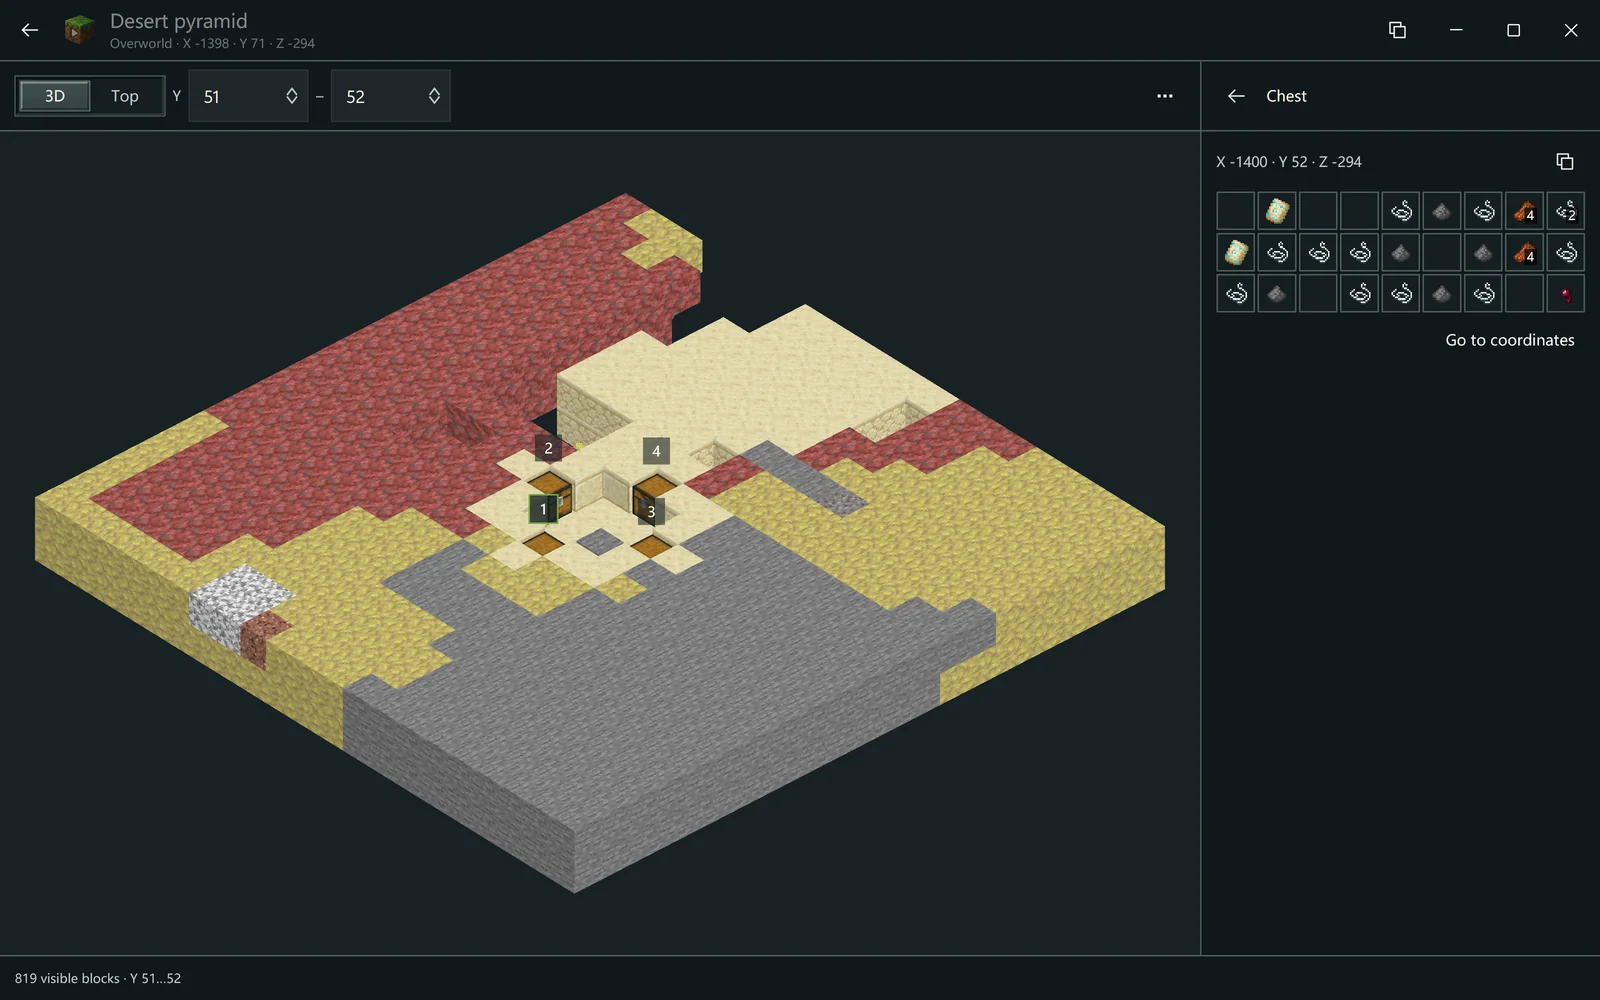 Desert pyramid
Overworld · X -1398 · Y 71 · Z -294
3D Top Y 51 – 52
Chest
X -1400 · Y 52 · Z -294
4 2
4
Go to coordinates
2 4
1 3
819 visible blocks · Y 51...52